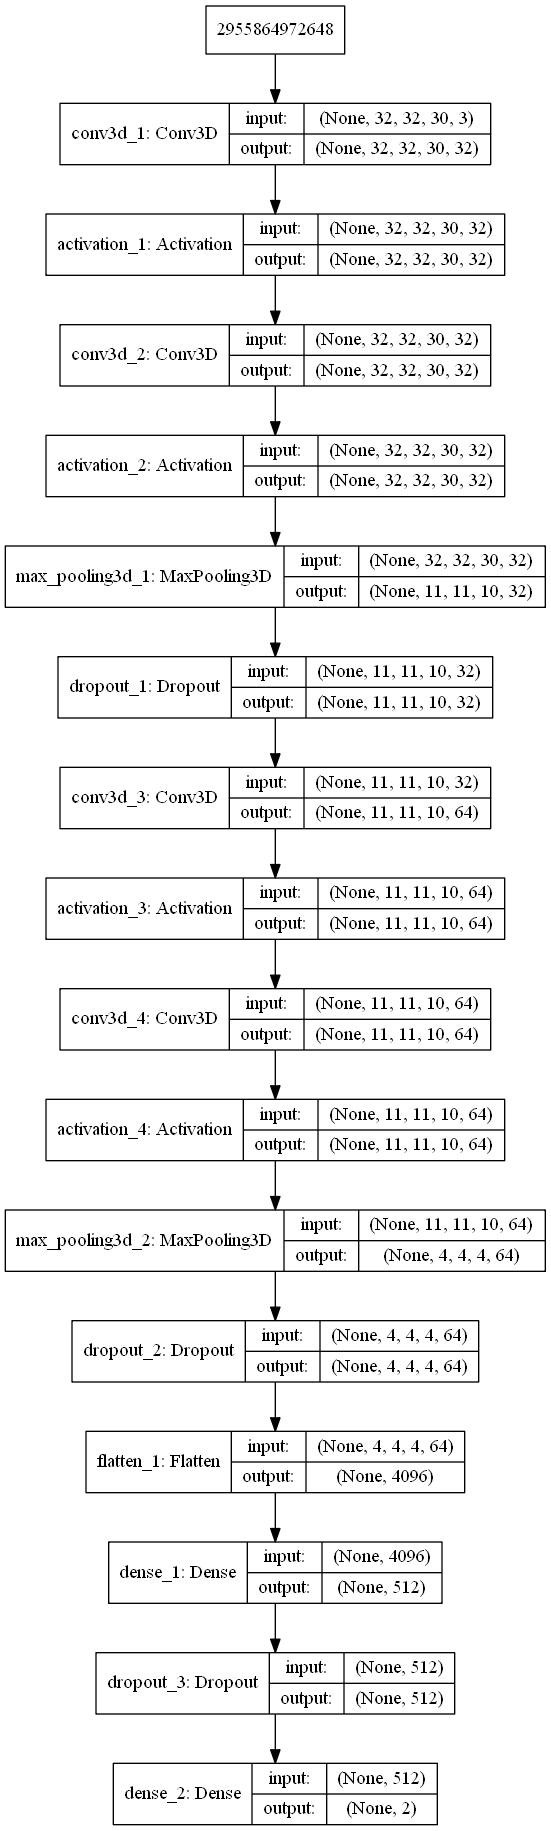 2955864972648
conv3d_1: Conv3D
input: (None, 32, 32, 30, 3)
output: (None, 32, 32, 30, 32)
activation_1: Activation
input: (None, 32, 32, 30, 32)
output: (None, 32, 32, 30, 32)
conv3d_2: Conv3D
input: (None, 32, 32, 30, 32)
output: (None, 32, 32, 30, 32)
activation_2: Activation
input: (None, 32, 32, 30, 32)
output: (None, 32, 32, 30, 32)
max_pooling3d_1: MaxPooling3D
input: (None, 32, 32, 30, 32)
output: (None, 11, 11, 10, 32)
dropout_1: Dropout
input: (None, 11, 11, 10, 32)
output: (None, 11, 11, 10, 32)
conv3d_3: Conv3D
input: (None, 11, 11, 10, 32)
output: (None, 11, 11, 10, 64)
activation_3: Activation
input: (None, 11, 11, 10, 64)
output: (None, 11, 11, 10, 64)
conv3d_4: Conv3D
input: (None, 11, 11, 10, 64)
output: (None, 11, 11, 10, 64)
activation_4: Activation
input: (None, 11, 11, 10, 64)
output: (None, 11, 11, 10, 64)
max_pooling3d_2: MaxPooling3D
input: (None, 11, 11, 10, 64)
output: (None, 4, 4, 4, 64)
dropout_2: Dropout
input: (None, 4, 4, 4, 64)
output: (None, 4, 4, 4, 64)
flatten_1: Flatten
input: (None, 4, 4, 4, 64)
output: (None, 4096)
dense_1: Dense
input: (None, 4096)
output: (None, 512)
dropout_3: Dropout
input: (None, 512)
output: (None, 512)
dense_2: Dense
input: (None, 512)
output: (None, 2)